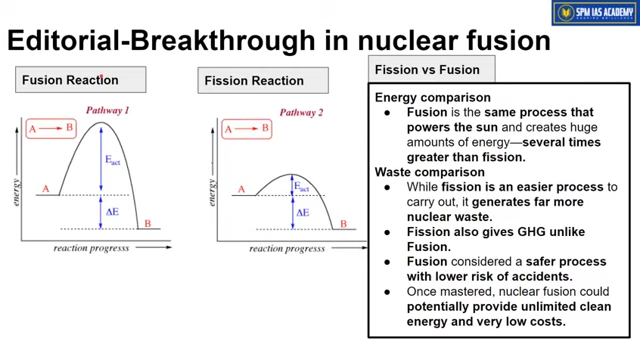 SPM IAS ACADEMY
Editorial-Breakthrough in nuclear fusion
Fusion Reaction
Pathway 1
A → B
energy
A
E act
ΔE
B
reaction progresss
Fission Reaction
Pathway 2
A → B
energy
A
E act
ΔE
B
reaction progresss
Fission vs Fusion
Energy comparison
● Fusion is the same process that
powers the sun and creates huge
amounts of energy—several times
greater than fission.
Waste comparison
● While fission is an easier process to
carry out, it generates far more
nuclear waste.
● Fission also gives GHG unlike
Fusion.
● Fusion considered a safer process
with lower risk of accidents.
● Once mastered, nuclear fusion could
potentially provide unlimited clean
energy and very low costs.